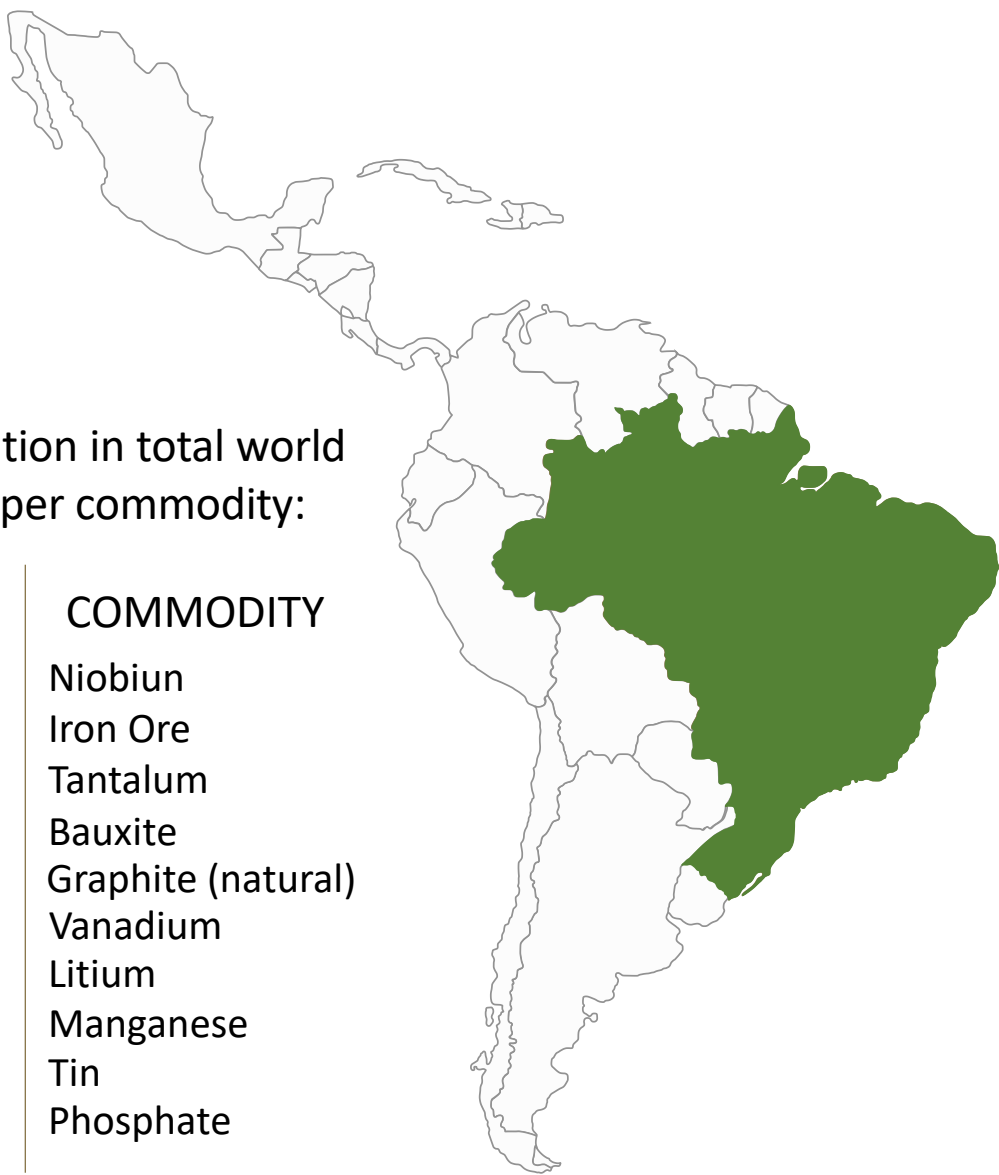 tion in total world
per commodity:
COMMODITY
Niobiun
Iron Ore
Tantalum
Bauxite
Graphite (natural)
Vanadium
Litium
Manganese
Tin
Phosphate